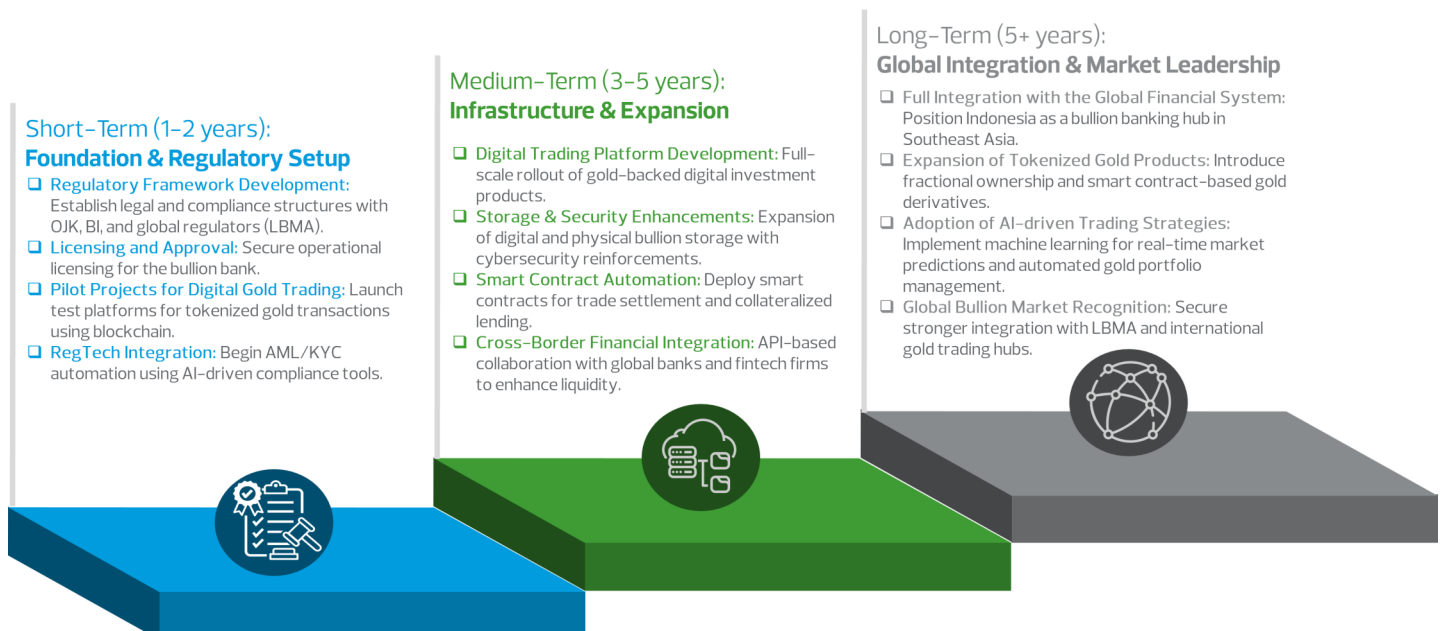 Short-Term (1-2 years):
Foundation & Regulatory Setup
❑ Regulatory Framework Development:
Establish legal and compliance structures with
OJK, BI, and global regulators (LBMA).
❑ Licensing and Approval: Secure operational
licensing for the bullion bank.
❑ Pilot Projects for Digital Gold Trading: Launch
test platforms for tokenized gold transactions
using blockchain.
❑ RegTech Integration: Begin AML/KYC
automation using AI-driven compliance tools.
Medium-Term (3-5 years):
Infrastructure & Expansion
❑ Digital Trading Platform Development: Full-
scale rollout of gold-backed digital investment
products.
❑ Storage & Security Enhancements: Expansion
of digital and physical bullion storage with
cybersecurity reinforcements.
❑ Smart Contract Automation: Deploy smart
contracts for trade settlement and collateralized
lending.
❑ Cross-Border Financial Integration: API-based
collaboration with global banks and fintech firms
to enhance liquidity.
Long-Term (5+ years):
Global Integration & Market Leadership
❑ Full Integration with the Global Financial System:
Position Indonesia as a bullion banking hub in
Southeast Asia.
❑ Expansion of Tokenized Gold Products: Introduce
fractional ownership and smart contract-based gold
derivatives.
❑ Adoption of AI-driven Trading Strategies:
Implement machine learning for real-time market
predictions and automated gold portfolio
management.
❑ Global Bullion Market Recognition: Secure
stronger integration with LBMA and international
gold trading hubs.